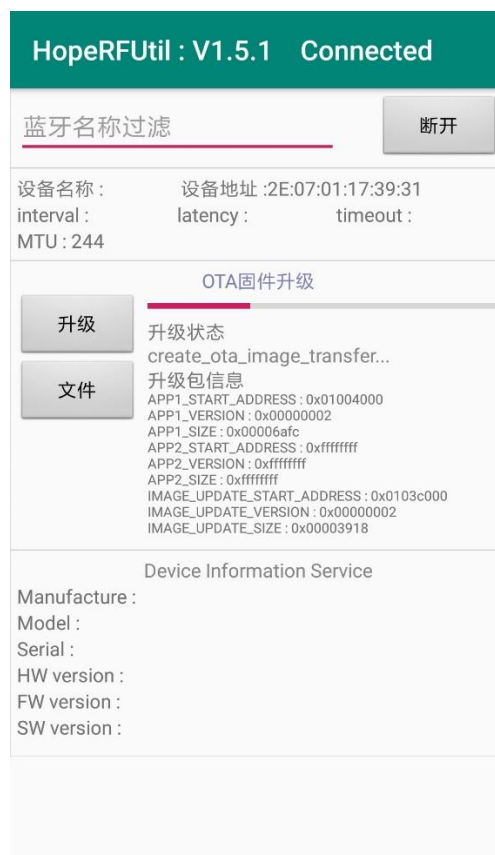 HopeRFUtil : V1.5.1 Connected
蓝牙名称过滤
断开
设备名称 : 设备地址 :2E:07:01:17:39:31
interval : latency : timeout :
MTU : 244
OTA固件升级
升级
升级状态
create_ota_image_transfer...
文件
升级包信息
APP1_START_ADDRESS : 0x01004000
APP1_VERSION : 0x00000002
APP1_SIZE : 0x00006afc
APP2_START_ADDRESS : 0xffffffff
APP2_VERSION : 0xffffffff
APP2_SIZE : 0xffffffff
IMAGE_UPDATE_START_ADDRESS : 0x0103c000
IMAGE_UPDATE_VERSION : 0x00000002
IMAGE_UPDATE_SIZE : 0x00003918
Device Information Service
Manufacture :
Model :
Serial :
HW version :
FW version :
SW version :